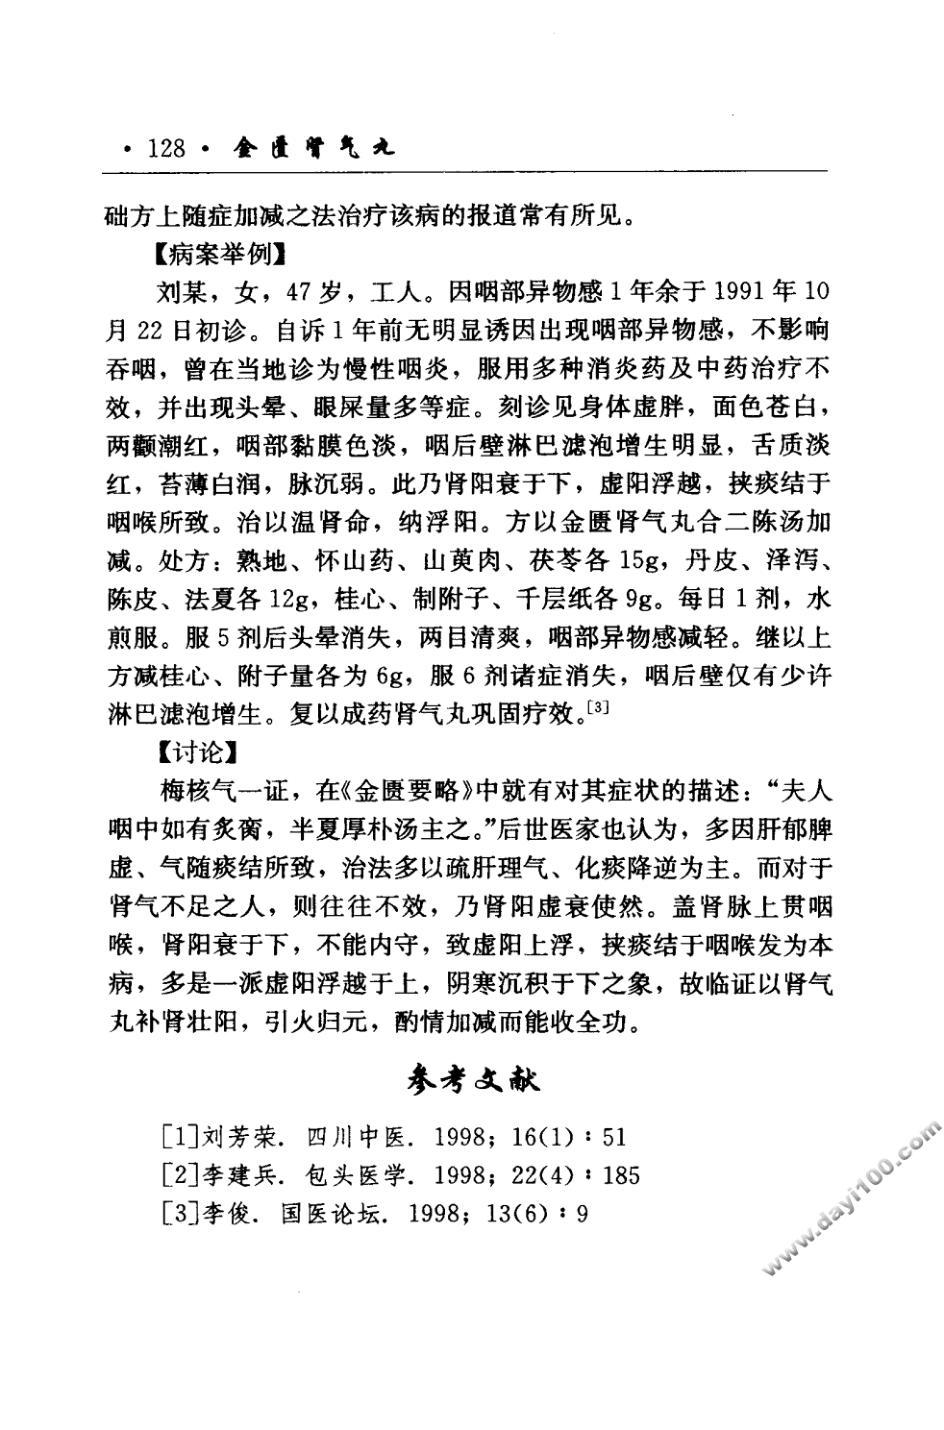 · 128 · 金匮肾气丸
础方上随症加减之法治疗该病的报道常有所见。
【病案举例】
刘某，女，47 岁，工人。因咽部异物感 1 年余于 1991 年 10
月 22 日初诊。自诉 1 年前无明显诱因出现咽部异物感，不影响
吞咽，曾在当地诊为慢性咽炎，服用多种消炎药及中药治疗不
效，并出现头晕、眼屎量多等症。刻诊见身体虚胖，面色苍白，
两颧潮红，咽部黏膜色淡，咽后壁淋巴滤泡增生明显，舌质淡
红，苔薄白润，脉沉弱。此乃肾阳衰于下，虚阳浮越，挟痰结于
咽喉所致。治以温肾命，纳浮阳。方以金匮肾气丸合二陈汤加
减。处方：熟地、怀山药、山萸肉、茯苓各 15g，丹皮、泽泻、
陈皮、法夏各 12g，桂心、制附子、千层纸各 9g。每日 1 剂，水
煎服。服 5 剂后头晕消失，两目清爽，咽部异物感减轻。继以上
方减桂心、附子量各为 6g，服 6 剂诸症消失，咽后壁仅有少许
淋巴滤泡增生。复以成药肾气丸巩固疗效。[3]
【讨论】
梅核气一证，在《金匮要略》中就有对其症状的描述：“夫人
咽中如有炙脔，半夏厚朴汤主之。”后世医家也认为，多因肝郁脾
虚、气随痰结所致，治法多以疏肝理气、化痰降逆为主。而对于
肾气不足之人，则往往不效，乃肾阳虚衰使然。盖肾脉上贯咽
喉，肾阳衰于下，不能内守，致虚阳上浮，挟痰结于咽喉发为本
病，多是一派虚阳浮越于上，阴寒沉积于下之象，故临证以肾气
丸补肾壮阳，引火归元，酌情加减而能收全功。
参考文献
[1]刘芳荣．四川中医．1998；16(1)：51
[2]李建兵．包头医学．1998；22(4)：185
[3]李俊．国医论坛．1998；13(6)：9
www.dayi100.com